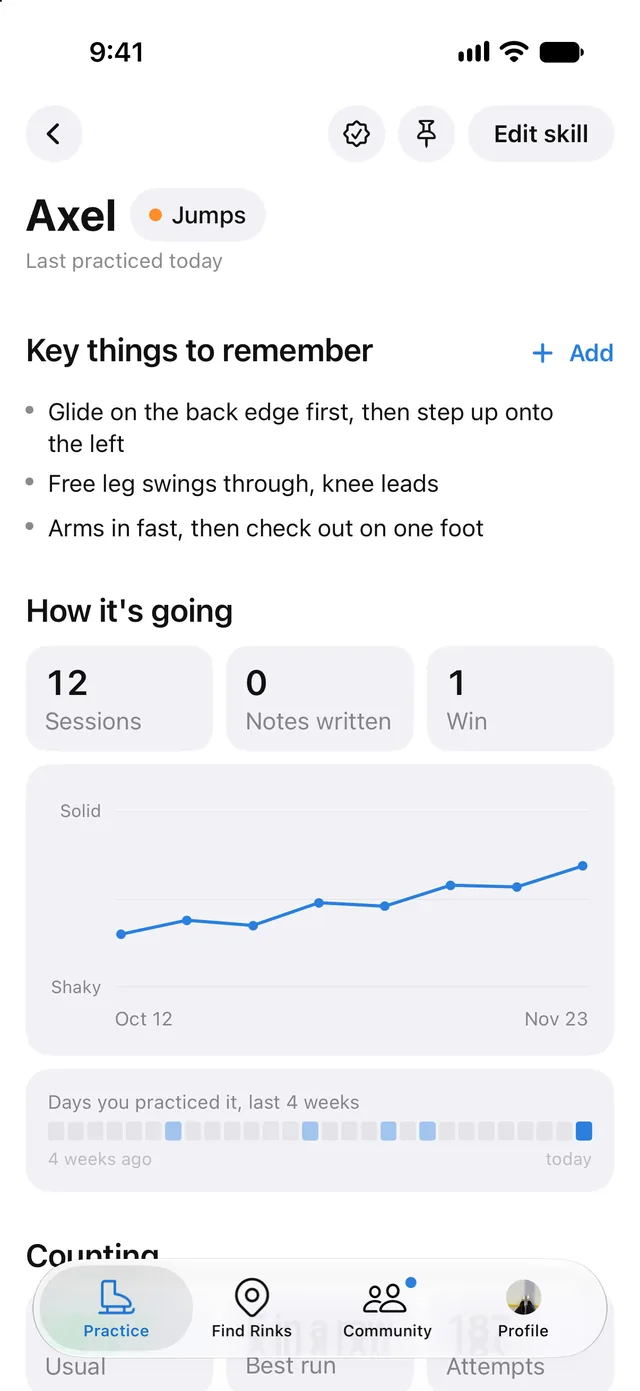 9:41
Edit skill
Axel
Jumps
Last practiced today
Key things to remember
+ Add
Glide on the back edge first, then step up onto
the left
Free leg swings through, knee leads
Arms in fast, then check out on one foot
How it's going
12
Sessions
0
Notes written
1
Win
Solid
Shaky
Oct 12
Nov 23
Days you practiced it, last 4 weeks
4 weeks ago
today
Counting
Practice
Find Rinks
Community
Profile
Usual
Best run
Attempts